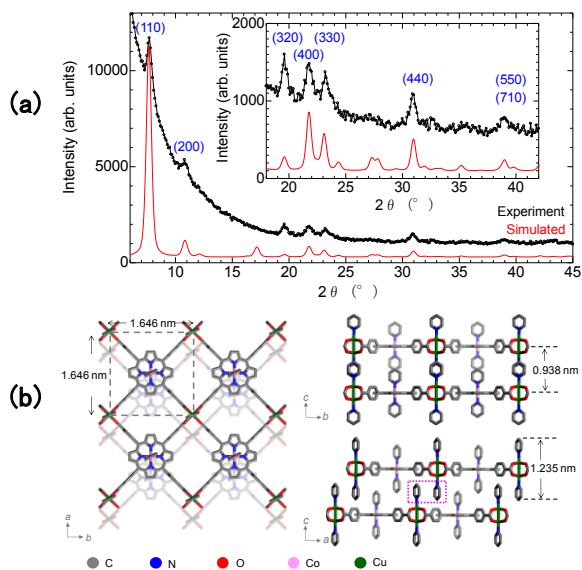 (a)
Intensity (arb. units)
10000
5000
0
(110)
(200)
10
15
20
25
30
35
40
45
2θ (°)
Intensity (arb. units)
2000
1000
0
(320)
(400)
(330)
(440)
(550)
(710)
20
25
30
35
40
2θ (°)
Experiment
Simulated
(b)
1.646 nm
1.646 nm
a
b
0.938 nm
c
b
1.235 nm
c
a
C
N
O
Co
Cu